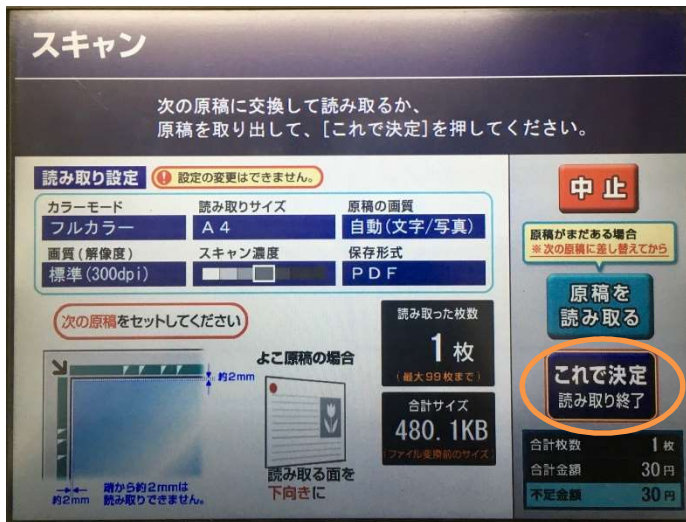 スキャン
次の原稿に交換して読み取るか、
原稿を取り出して、[これで決定]を押してください。
読み取り設定
! 設定の変更はできません。
カラーモード
フルカラー
読み取りサイズ
A4
原稿の画質
自動(文字/写真)
画質(解像度)
標準(300dpi)
スキャン濃度
保存形式
PDF
次の原稿をセットしてください
約2mm
約2mm
端から約2mmは
読み取りできません。
よこ原稿の場合
読み取る面を
下向きに
読み取った枚数
1枚
(最大99枚まで)
合計サイズ
480.1KB
(ファイル変換前のサイズ)
中止
原稿がまだある場合
※次の原稿に差し替えてから
原稿を
読み取る
これで決定
読み取り終了
合計枚数 1枚
合計金額 30円
不足金額 30円